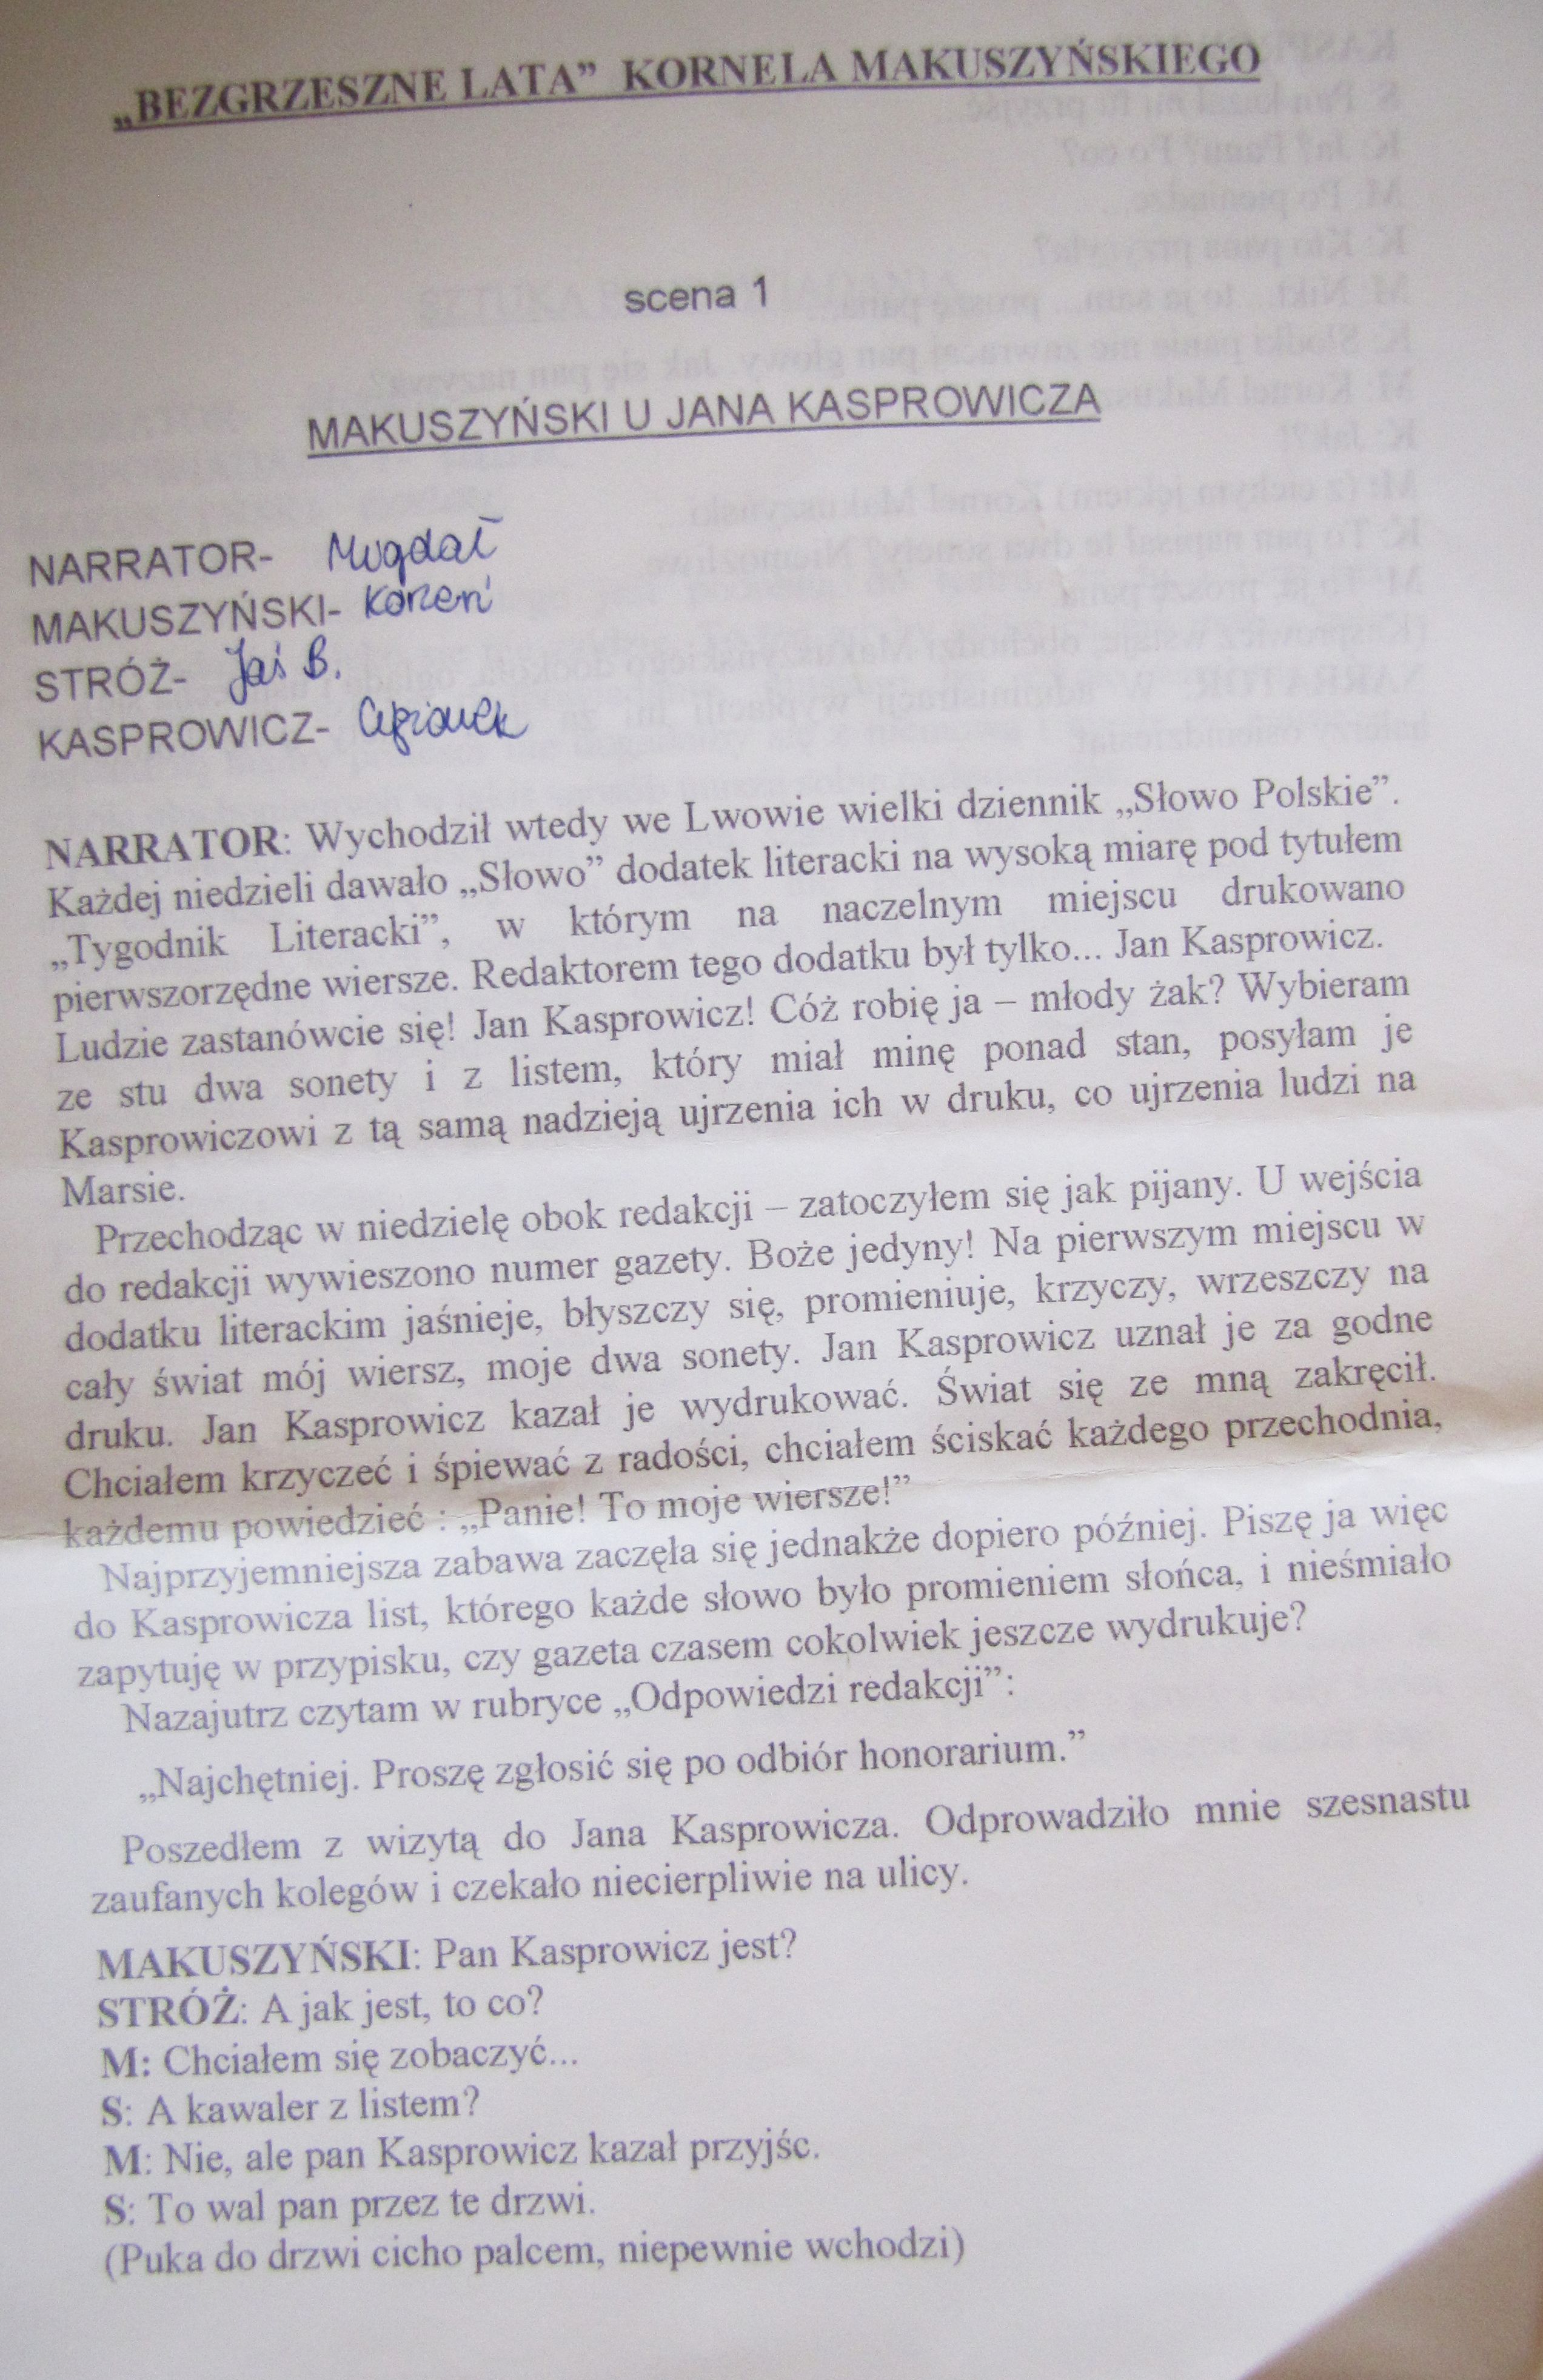 „BEZGRZESZNE LATA” KORNELA MAKUSZYŃSKIEGO
scena 1
MAKUSZYŃSKI U JANA KASPROWICZA
NARRATOR- Mugdał
MAKUSZYŃSKI- Korzeń
STRÓŻ- Jaś B.
KASPROWICZ-
NARRATOR: Wychodził wtedy we Lwowie wielki dziennik „Słowo Polskie”.
Każdej niedzieli dawało „Słowo” dodatek literacki na wysoką miarę pod tytułem
„Tygodnik Literacki”, w którym na naczelnym miejscu drukowano
pierwszorzędne wiersze. Redaktorem tego dodatku był tylko... Jan Kasprowicz.
Ludzie zastanówcie się! Jan Kasprowicz! Cóż robię ja – młody żak? Wybieram
ze stu dwa sonety i z listem, który miał minę ponad stan, posyłam je
Kasprowiczowi z tą samą nadzieją ujrzenia ich w druku, co ujrzenia ludzi na
Marsie.
Przechodząc w niedzielę obok redakcji – zatoczyłem się jak pijany. U wejścia
do redakcji wywieszono numer gazety. Boże jedyny! Na pierwszym miejscu w
dodatku literackim jaśnieje, błyszczy się, promieniuje, krzyczy, wrzeszczy na
cały świat mój wiersz, moje dwa sonety. Jan Kasprowicz uznał je za godne
druku. Jan Kasprowicz kazał je wydrukować. Świat się ze mną zakręcił.
Chciałem krzyczeć i śpiewać z radości, chciałem ściskać każdego przechodnia,
każdemu powiedzieć : „Panie! To moje wiersze!”
Najprzyjemniejsza zabawa zaczęła się jednakże dopiero później. Piszę ja więc
do Kasprowicza list, którego każde słowo było promieniem słońca, i nieśmiało
zapytuję w przypisku, czy gazeta czasem cokolwiek jeszcze wydrukuje?
Nazajutrz czytam w rubryce „Odpowiedzi redakcji”:
„Najchętniej. Proszę zgłosić się po odbiór honorarium.”
Poszedłem z wizytą do Jana Kasprowicza. Odprowadziło mnie szesnastu
zaufanych kolegów i czekało niecierpliwie na ulicy.
MAKUSZYŃSKI: Pan Kasprowicz jest?
STRÓŻ: A jak jest, to co?
M: Chciałem się zobaczyć...
S: A kawaler z listem?
M: Nie, ale pan Kasprowicz kazał przyjśc.
S: To wal pan przez te drzwi.
(Puka do drzwi cicho palcem, niepewnie wchodzi)